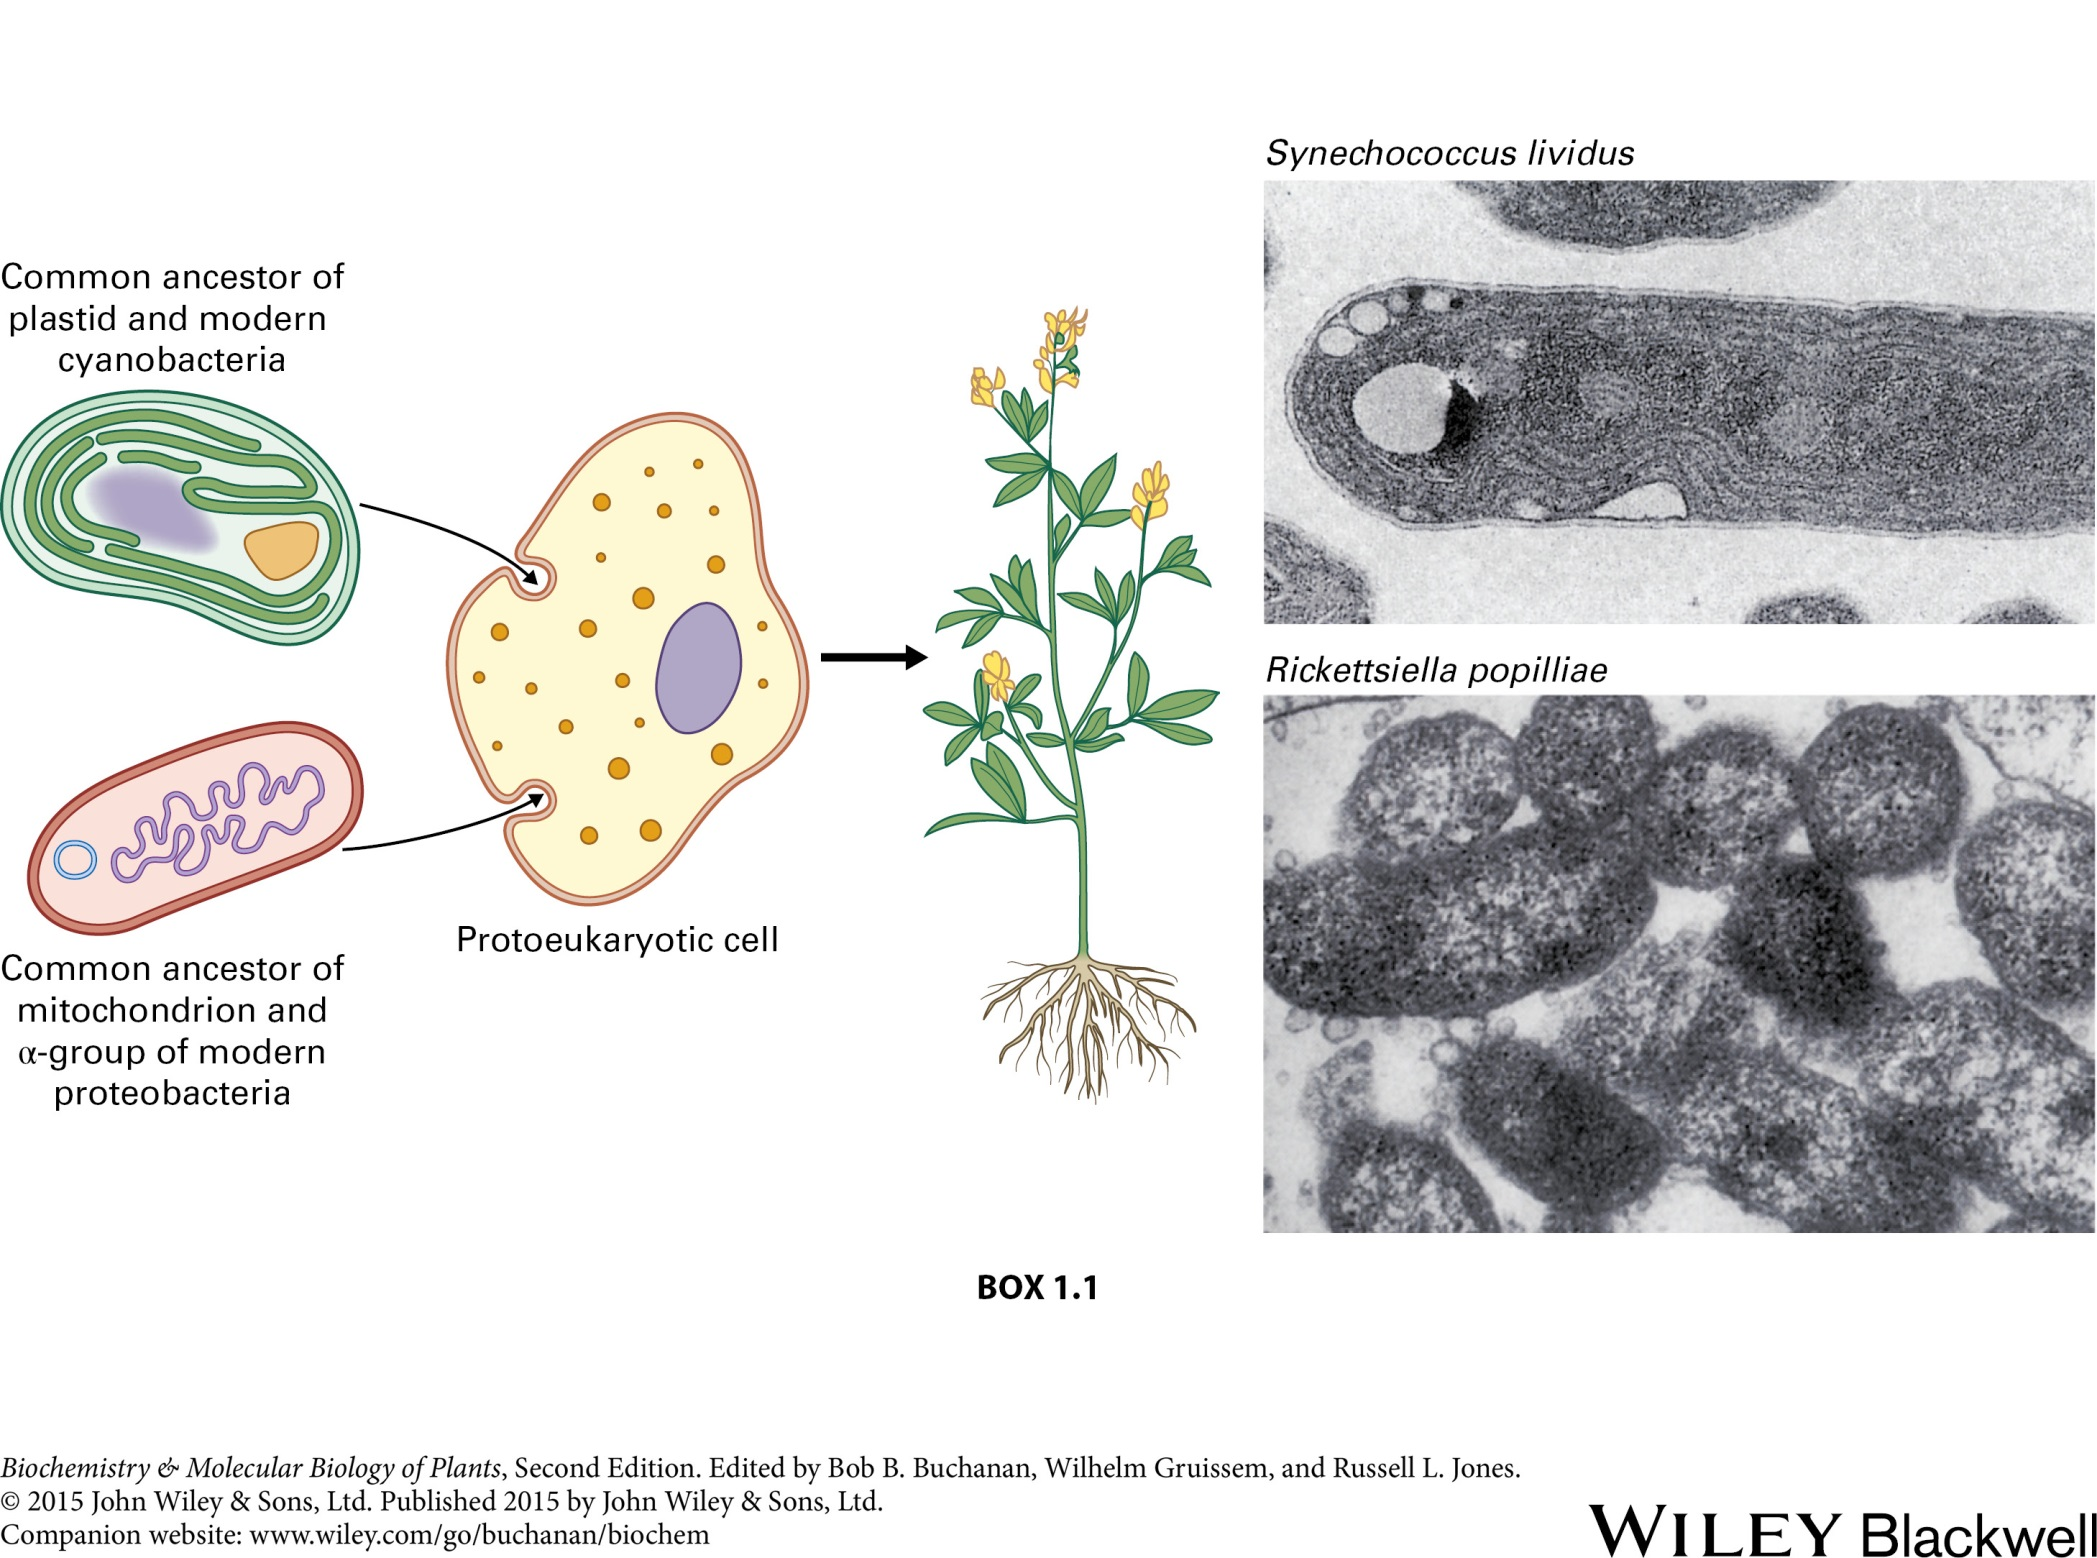 Synechococcus lividus
Common ancestor of
plastid and modern
cyanobacteria
Rickettsiella popilliae
Protoeukaryotic cell
Common ancestor of
mitochondrion and
α-group of modern
proteobacteria
BOX 1.1
Biochemistry & Molecular Biology of Plants, Second Edition. Edited by Bob B. Buchanan, Wilhelm Gruissem, and Russell L. Jones.
© 2015 John Wiley & Sons, Ltd. Published 2015 by John Wiley & Sons, Ltd.
Companion website: www.wiley.com/go/buchanan/biochem
WILEY Blackwell